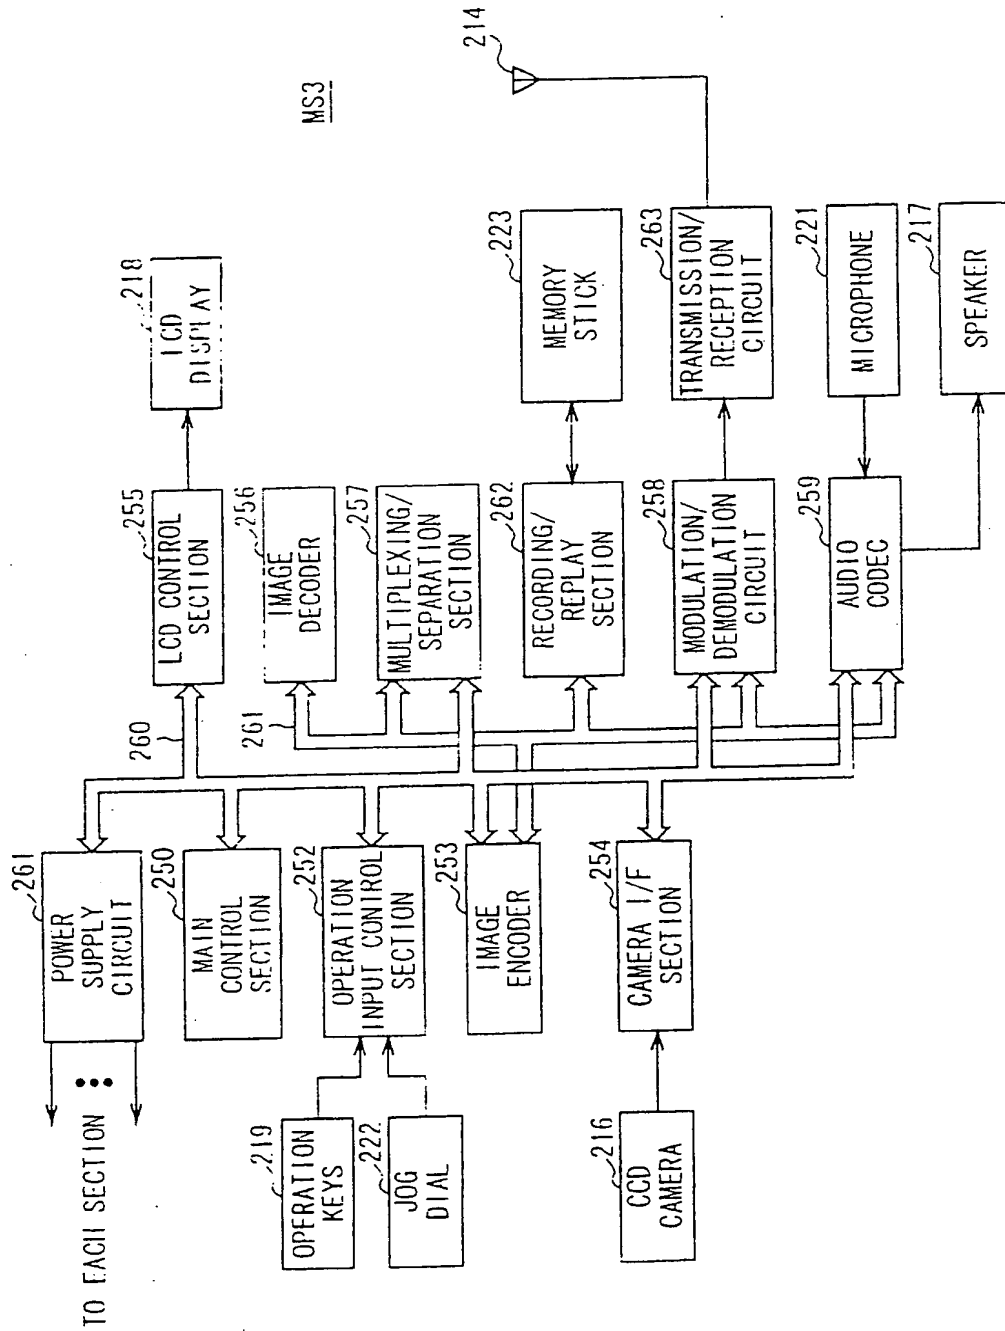 MS3
TO EACH SECTION
261
POWER
SUPPLY
CIRCUIT
250
MAIN
CONTROL
SECTION
219
OPERATION
KEYS
222
JOG
DIAL
252
OPERATION
INPUT CONTROL
SECTION
253
IMAGE
ENCODER
216
CCD
CAMERA
254
CAMERA I/F
SECTION
260
261
255
LCD CONTROL
SECTION
218
LCD
DISPLAY
256
IMAGE
DECODER
257
MULTIPLEXING/
SEPARATION
SECTION
262
RECORDING/
REPLAY
SECTION
223
MEMORY
STICK
258
MODULATION/
DEMODULATION
CIRCUIT
263
TRANSMISSION/
RECEPTION
CIRCUIT
214
259
AUDIO
CODEC
221
MICROPHONE
217
SPEAKER